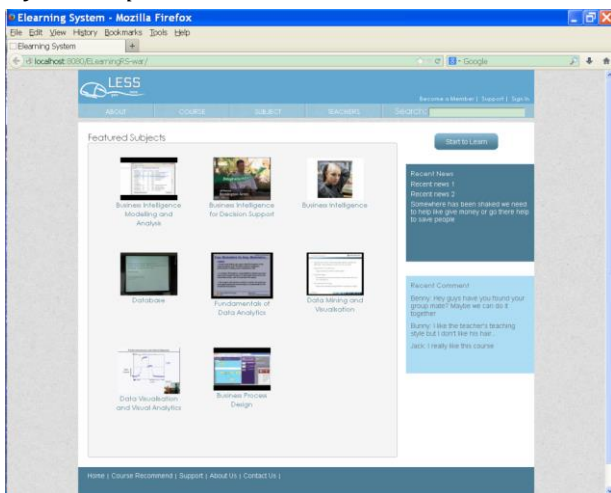 Elearning System - Mozilla Firefox
File Edit View History Bookmarks Tools Help
Elearning System
+
localhost:8080/ELearningRS-war/
Google
LESS
Become a Member | Support | Sign In
ABOUT COURSE SUBJECT TEACHERS Search:
Featured Subjects
Start to Learn
Business Intelligence
Modelling and
Analysis
Business Intelligence
for Decision Support
Business Intelligence
Database
Fundamentals of
Data Analytics
Data Mining and
Visualisation
Data Visualisation
and Visual Analytics
Business Process
Design
Recent News
Recent news 1
Recent news 2
Somewhere has been shaked we need
to help like give money or go there help
to save people
Recent Comment
Benny: Hey guys have you found your
group mate? Maybe we can do it
together
Bunny: I like the teacher's teaching
style but I don't like his hair...
Jack: I really like this course
Home | Course Recommend | Support | About Us | Contact Us |